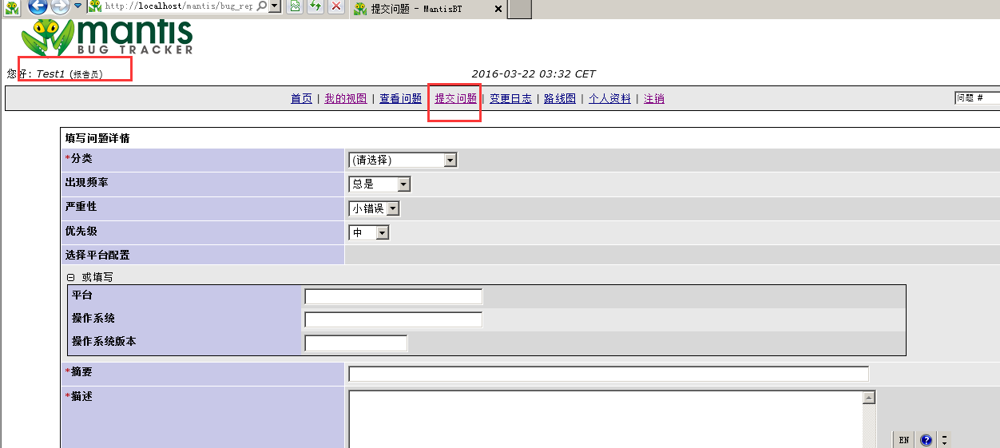 http://localhost/mantis/bug_rep
提交问题 - MantisBT
mantis
BUG TRACKER
您好: Test1 (报告员)
2016-03-22 03:32 CET
首页 | 我的视图 | 查看问题 | 提交问题 | 变更日志 | 路线图 | 个人资料 | 注销
问题 #
填写问题详情
*分类 (请选择)
出现频率 总是
严重性 小错误
优先级 中
选择平台配置
或填写
平台
操作系统
操作系统版本
*摘要
*描述
EN